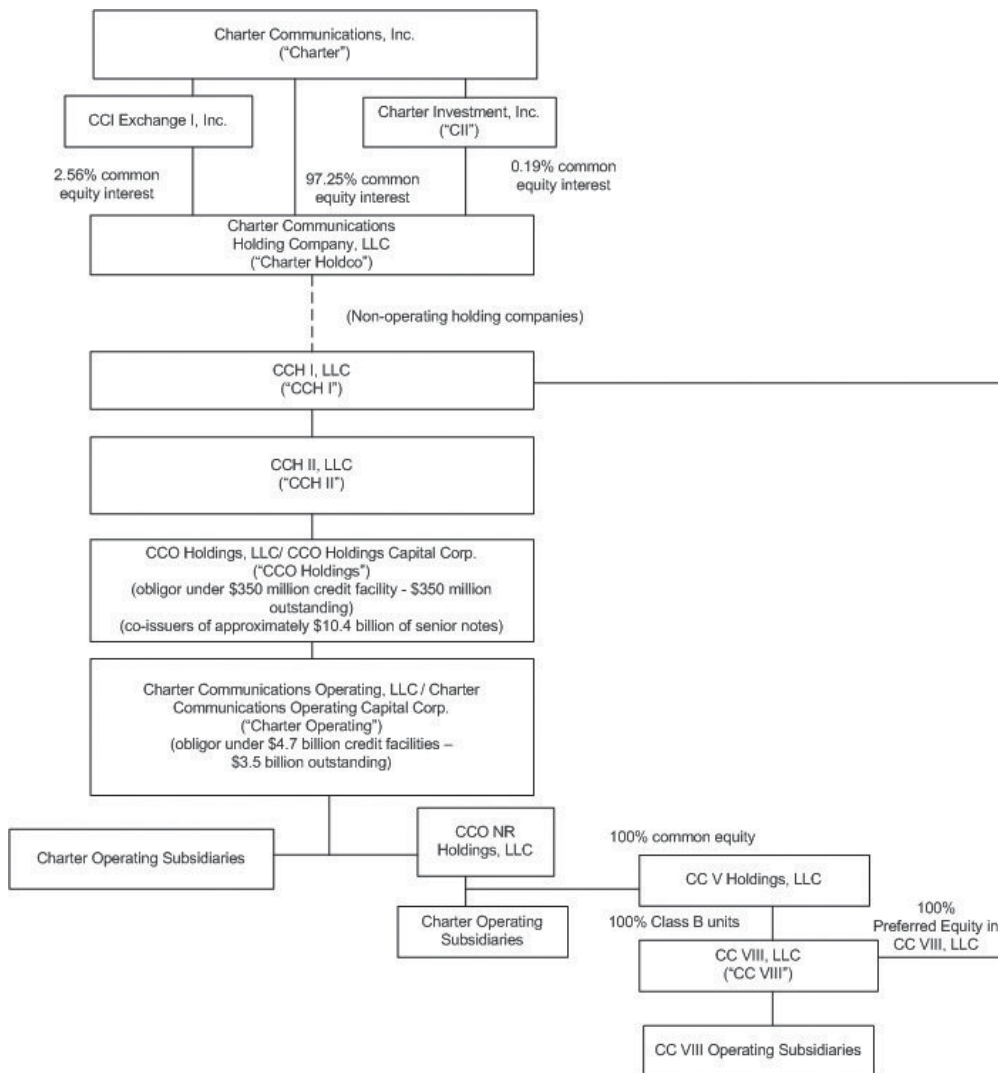 Charter Communications, Inc.
("Charter")
CCI Exchange I, Inc.
Charter Investment, Inc.
("CII")
2.56% common
equity interest
97.25% common
equity interest
0.19% common
equity interest
Charter Communications
Holding Company, LLC
("Charter Holdco")
(Non-operating holding companies)
CCH I, LLC
("CCH I")
CCH II, LLC
("CCH II")
CCO Holdings, LLC/ CCO Holdings Capital Corp.
("CCO Holdings")
(obligor under $350 million credit facility - $350 million
outstanding)
(co-issuers of approximately $10.4 billion of senior notes)
Charter Communications Operating, LLC / Charter
Communications Operating Capital Corp.
("Charter Operating")
(obligor under $4.7 billion credit facilities –
$3.5 billion outstanding)
Charter Operating Subsidiaries
CCO NR
Holdings, LLC
100% common equity
CC V Holdings, LLC
Charter Operating
Subsidiaries
100% Class B units
100%
Preferred Equity in
CC VIII, LLC
CC VIII, LLC
("CC VIII")
CC VIII Operating Subsidiaries